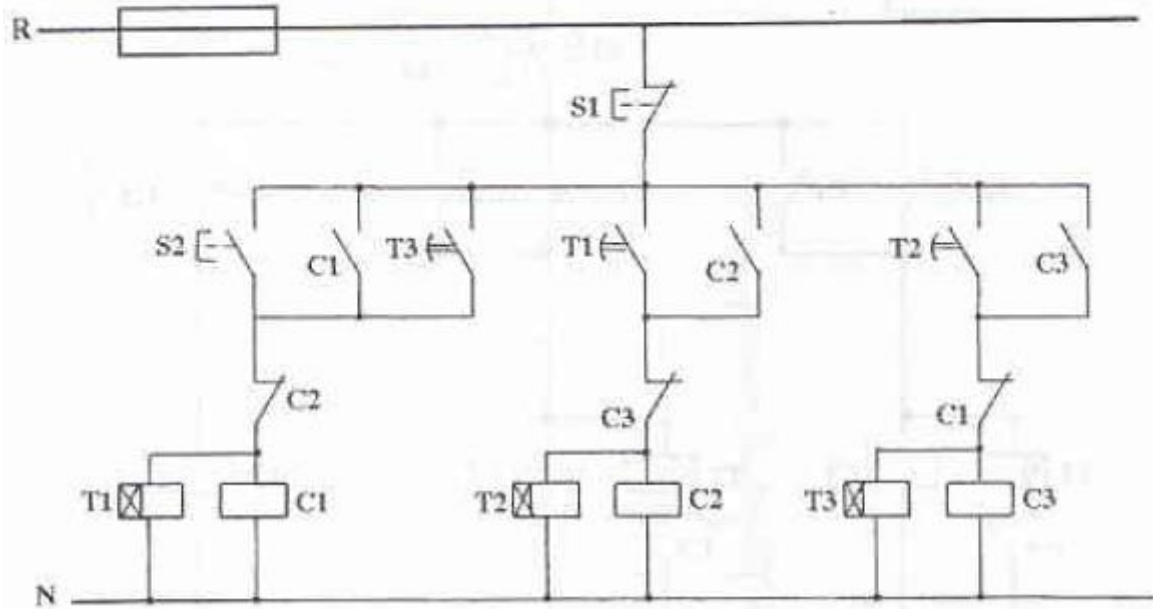 R
S1
S2 C1 T3 T1 C2 T2 C3
C2 C3 C1
T1 C1 T2 C2 T3 C3
N